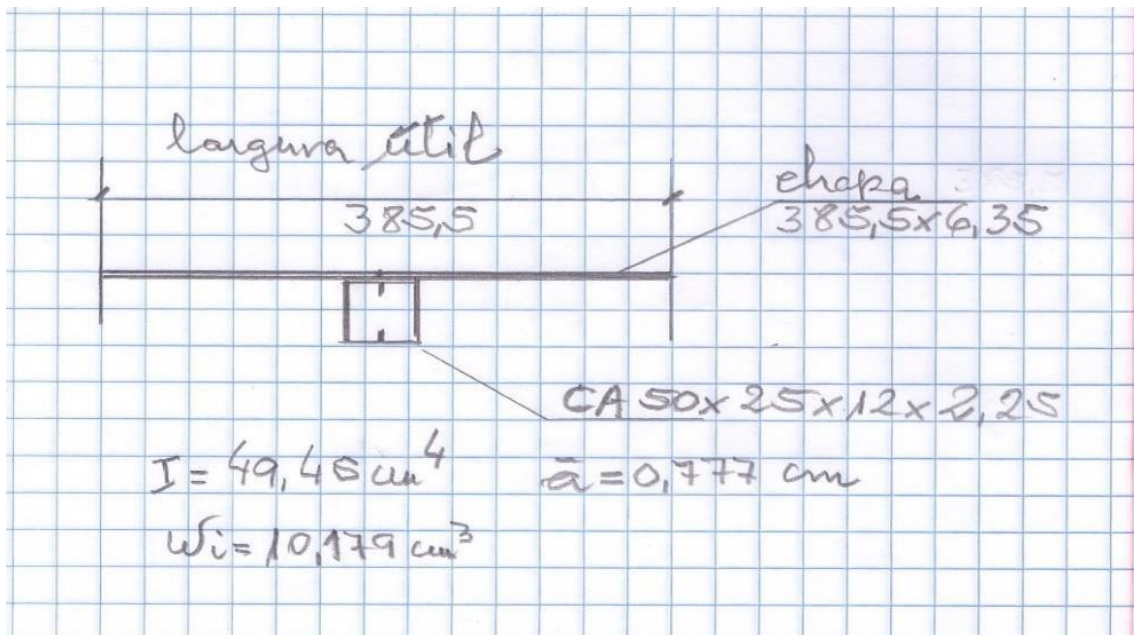 largura útil
385,5
chapa
385,5x6,35
CA 50x25x12x2,25
I= 49,46 cm⁴
ā=0,777 cm
Wi= 10,179 cm³